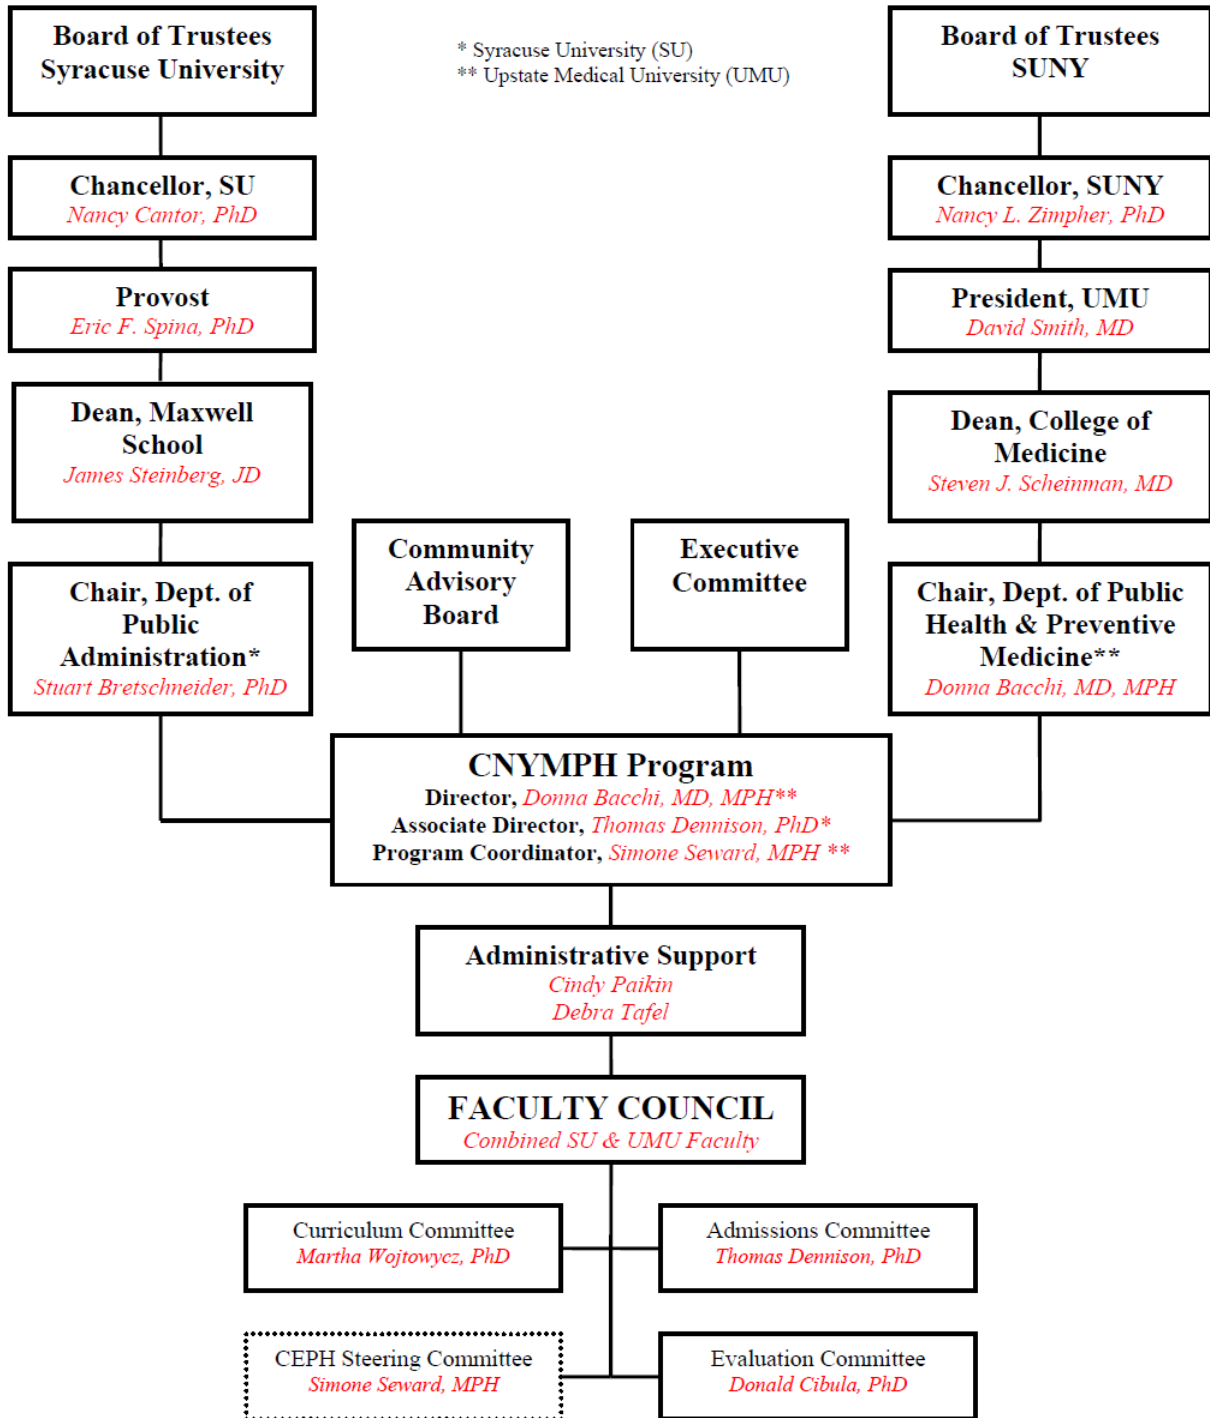 Board of Trustees
Syracuse University
* Syracuse University (SU)
** Upstate Medical University (UMU)
Board of Trustees
SUNY
Chancellor, SU
Nancy Cantor, PhD
Chancellor, SUNY
Nancy L. Zimpher, PhD
Provost
Eric F. Spina, PhD
President, UMU
David Smith, MD
Dean, Maxwell
School
James Steinberg, JD
Dean, College of
Medicine
Steven J. Scheinman, MD
Community
Advisory
Board
Executive
Committee
Chair, Dept. of
Public
Administration*
Stuart Bretschneider, PhD
Chair, Dept. of Public
Health & Preventive
Medicine**
Donna Bacchi, MD, MPH
CNYMPH Program
Director, Donna Bacchi, MD, MPH**
Associate Director, Thomas Dennison, PhD*
Program Coordinator, Simone Seward, MPH **
Administrative Support
Cindy Paikin
Debra Tafel
FACULTY COUNCIL
Combined SU & UMU Faculty
Curriculum Committee
Martha Wojtowycz, PhD
Admissions Committee
Thomas Dennison, PhD
CEPH Steering Committee
Simone Seward, MPH
Evaluation Committee
Donald Cibula, PhD